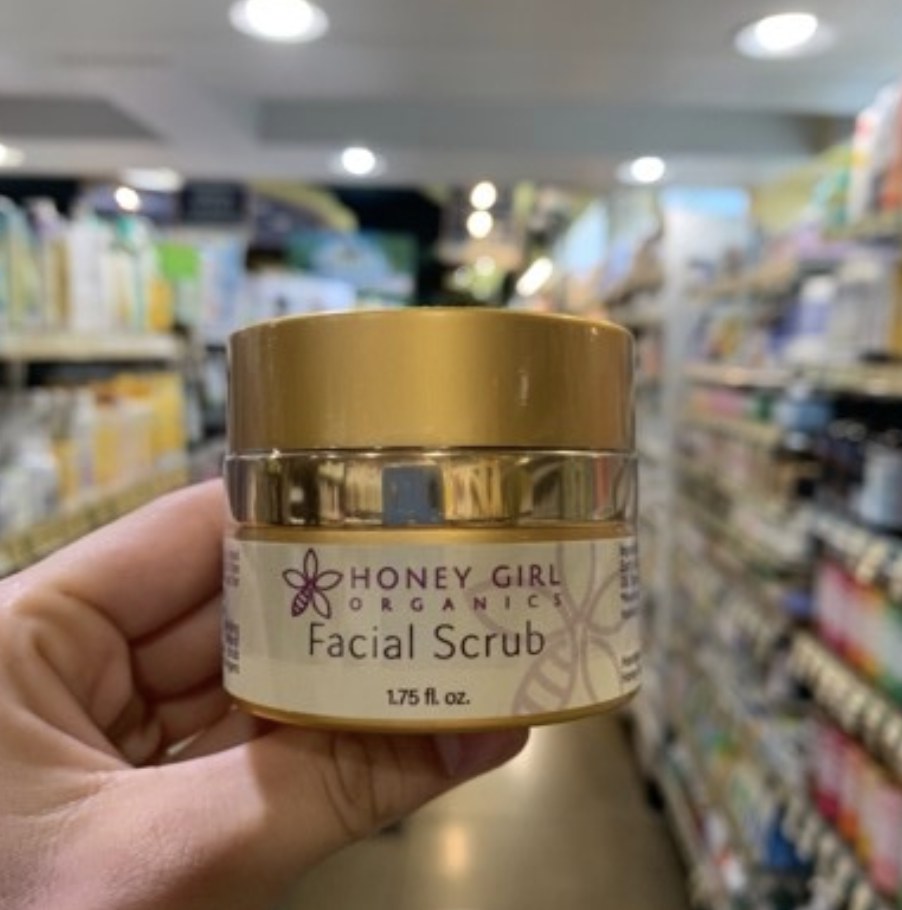 HONEY GIRL
ORGANICS
Facial Scrub
1.75 fl. oz.